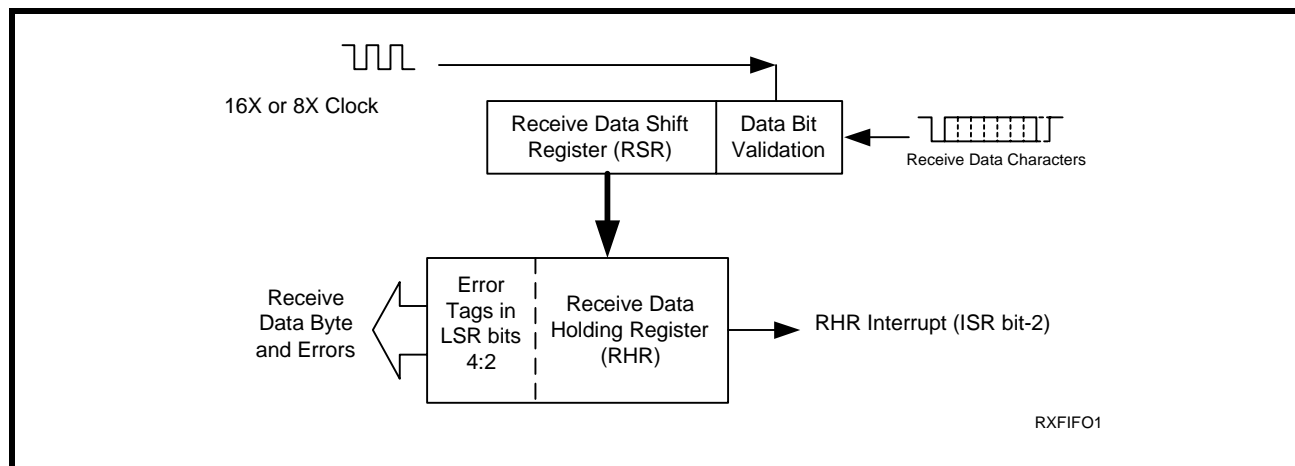 16X or 8X Clock
Receive Data Shift
Register (RSR)
Data Bit
Validation
Receive Data Characters
Receive
Data Byte
and Errors
Error
Tags in
LSR bits
4:2
Receive Data
Holding Register
(RHR)
RHR Interrupt (ISR bit-2)
RXFIFO1